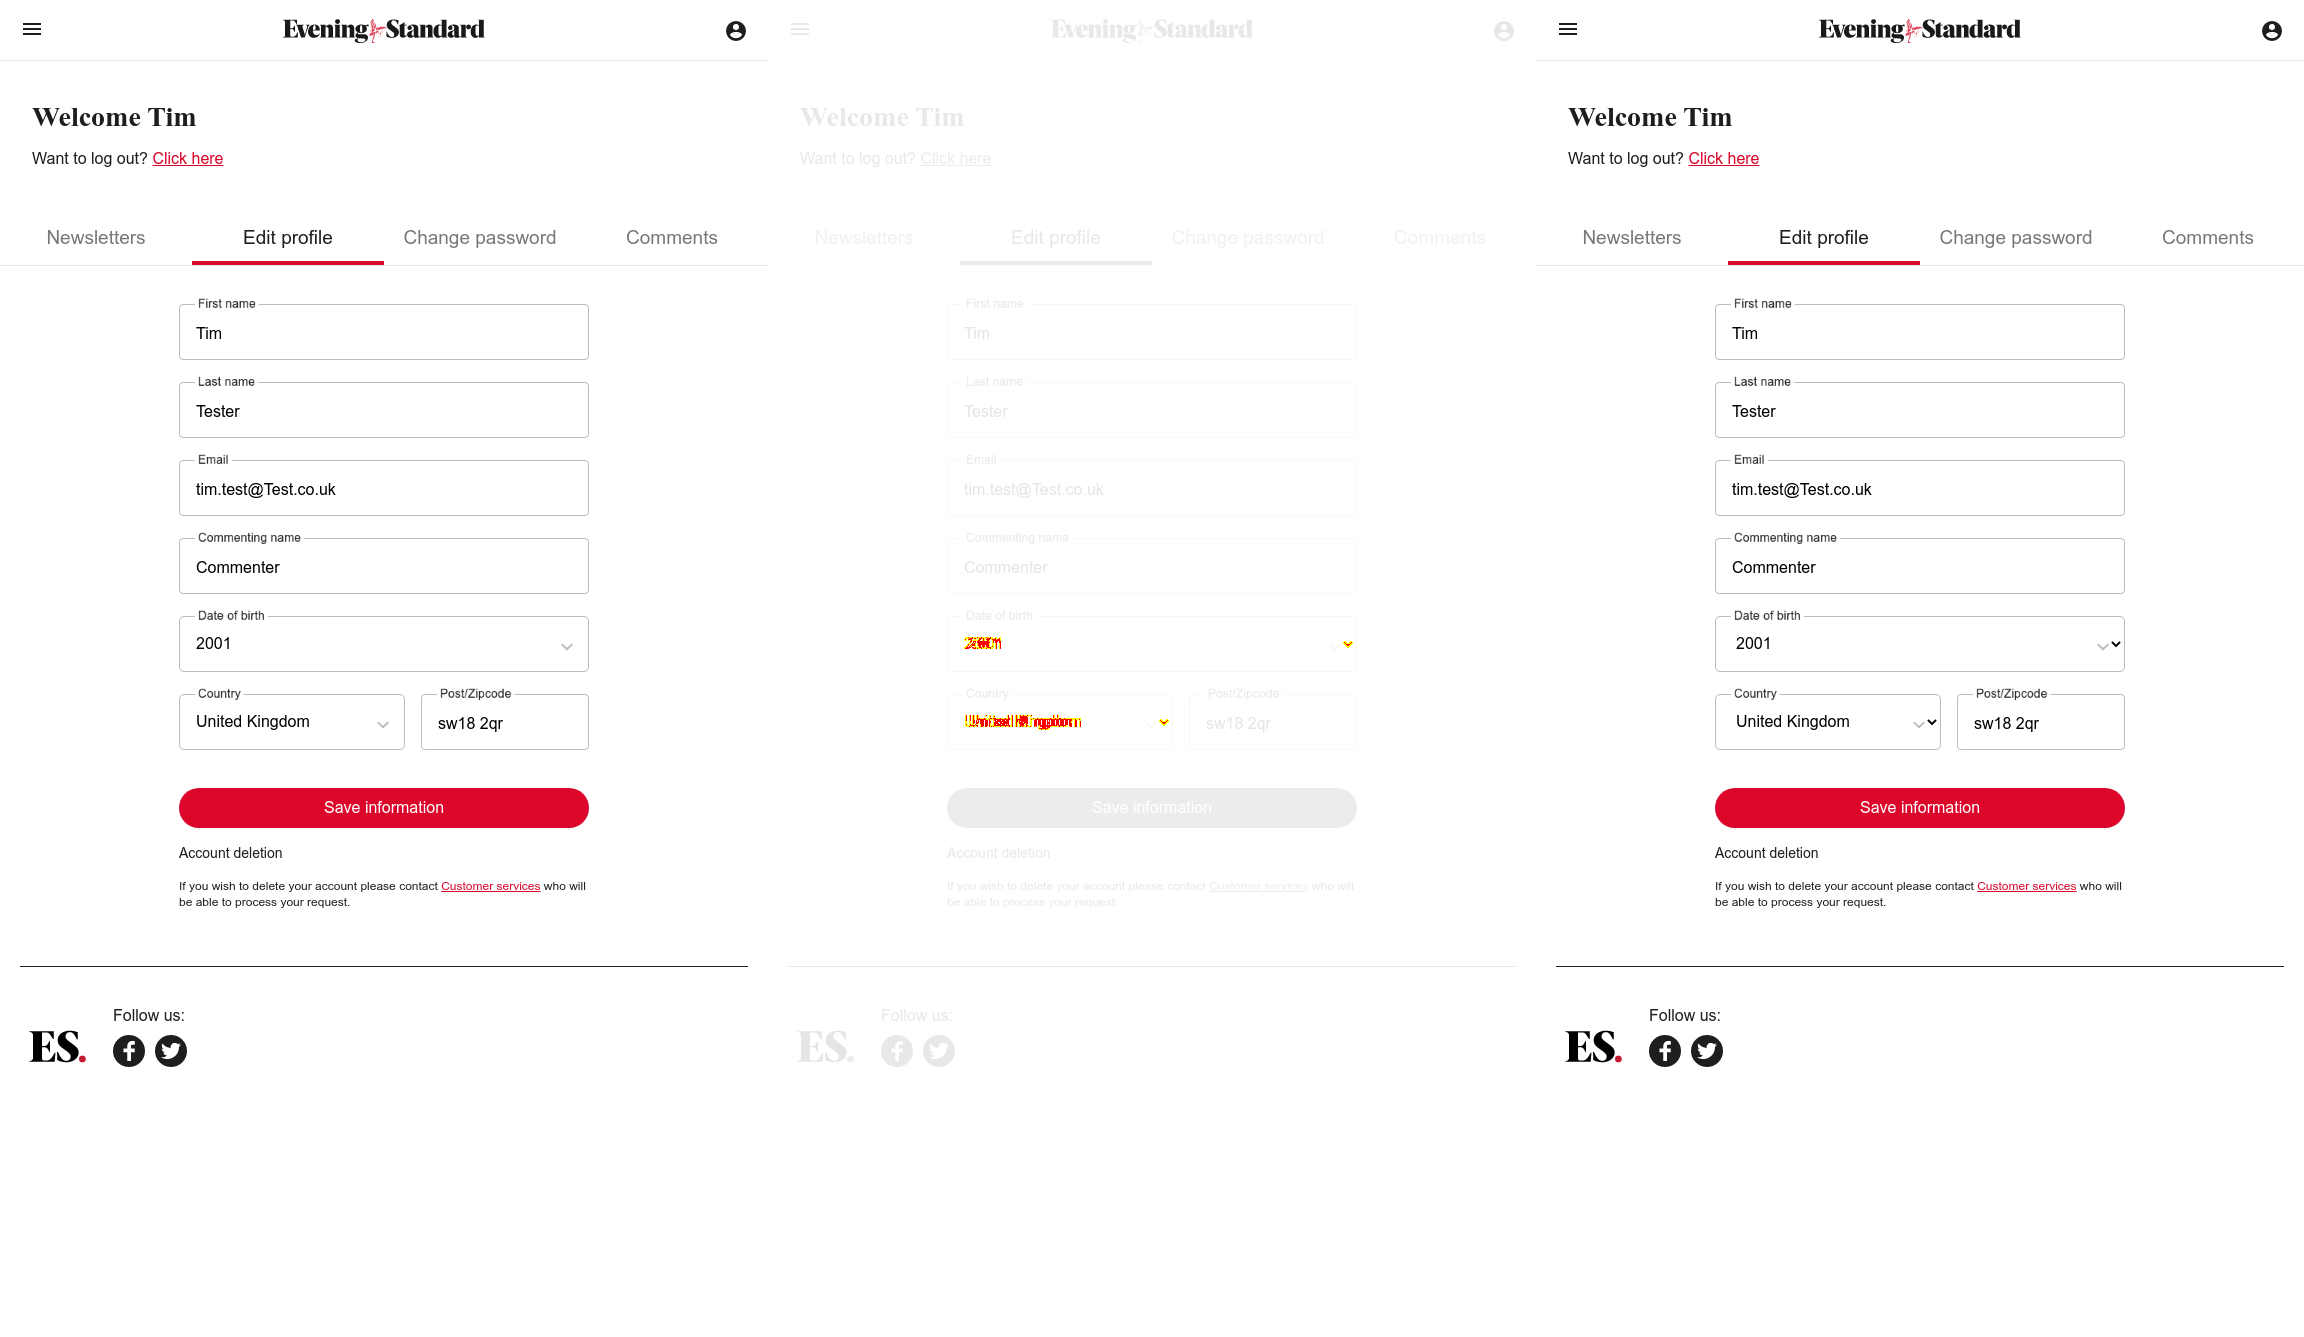 Evening Standard
Welcome Tim
Want to log out? Click here
Newsletters
Edit profile
Change password
Comments
First name
Tim
Last name
Tester
Email
tim.test@Test.co.uk
Commenting name
Commenter
Date of birth
2001
Country
United Kingdom
Post/Zipcode
sw18 2qr
Save information
Account deletion
If you wish to delete your account please contact Customer services who will
be able to process your request.
Follow us:
ES.
Evening Standard
Welcome Tim
Want to log out? Click here
Newsletters
Edit profile
Change password
Comments
First name
Tim
Last name
Tester
Email
tim.test@Test.co.uk
Commenting name
Commenter
Date of birth
Country
Post/Zipcode
sw18 2qr
Save information
Account deletion
If you wish to delete your account please contact Customer services who will
be able to process your request.
Follow us:
ES.
Evening Standard
Welcome Tim
Want to log out? Click here
Newsletters
Edit profile
Change password
Comments
First name
Tim
Last name
Tester
Email
tim.test@Test.co.uk
Commenting name
Commenter
Date of birth
2001
Country
United Kingdom
Post/Zipcode
sw18 2qr
Save information
Account deletion
If you wish to delete your account please contact Customer services who will
be able to process your request.
Follow us:
ES.